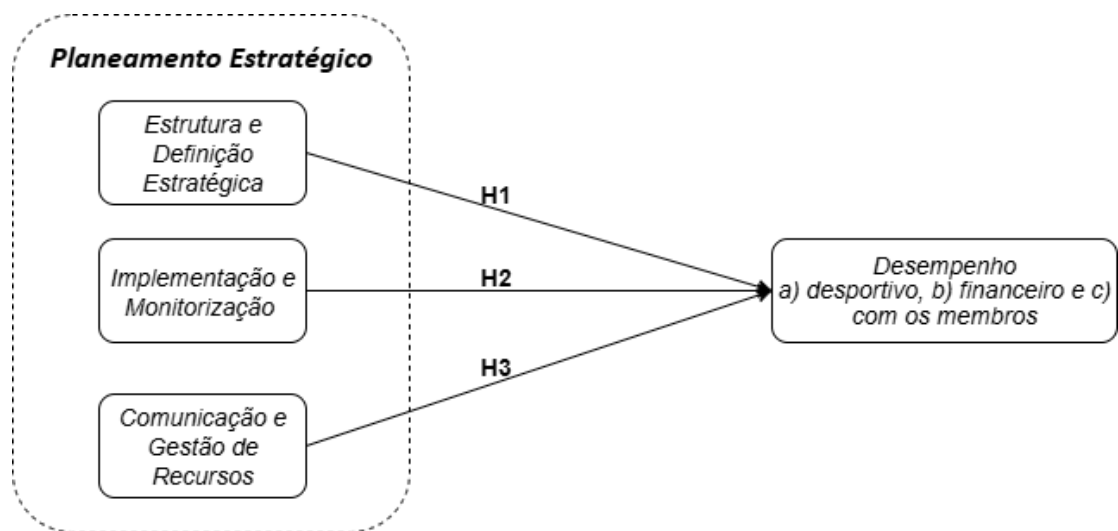 Planeamento Estratégico
Estrutura e
Definição
Estratégica
H1
Implementação e
Monitorização
H2
Desempenho
a) desportivo, b) financeiro e c)
com os membros
H3
Comunicação e
Gestão de
Recursos